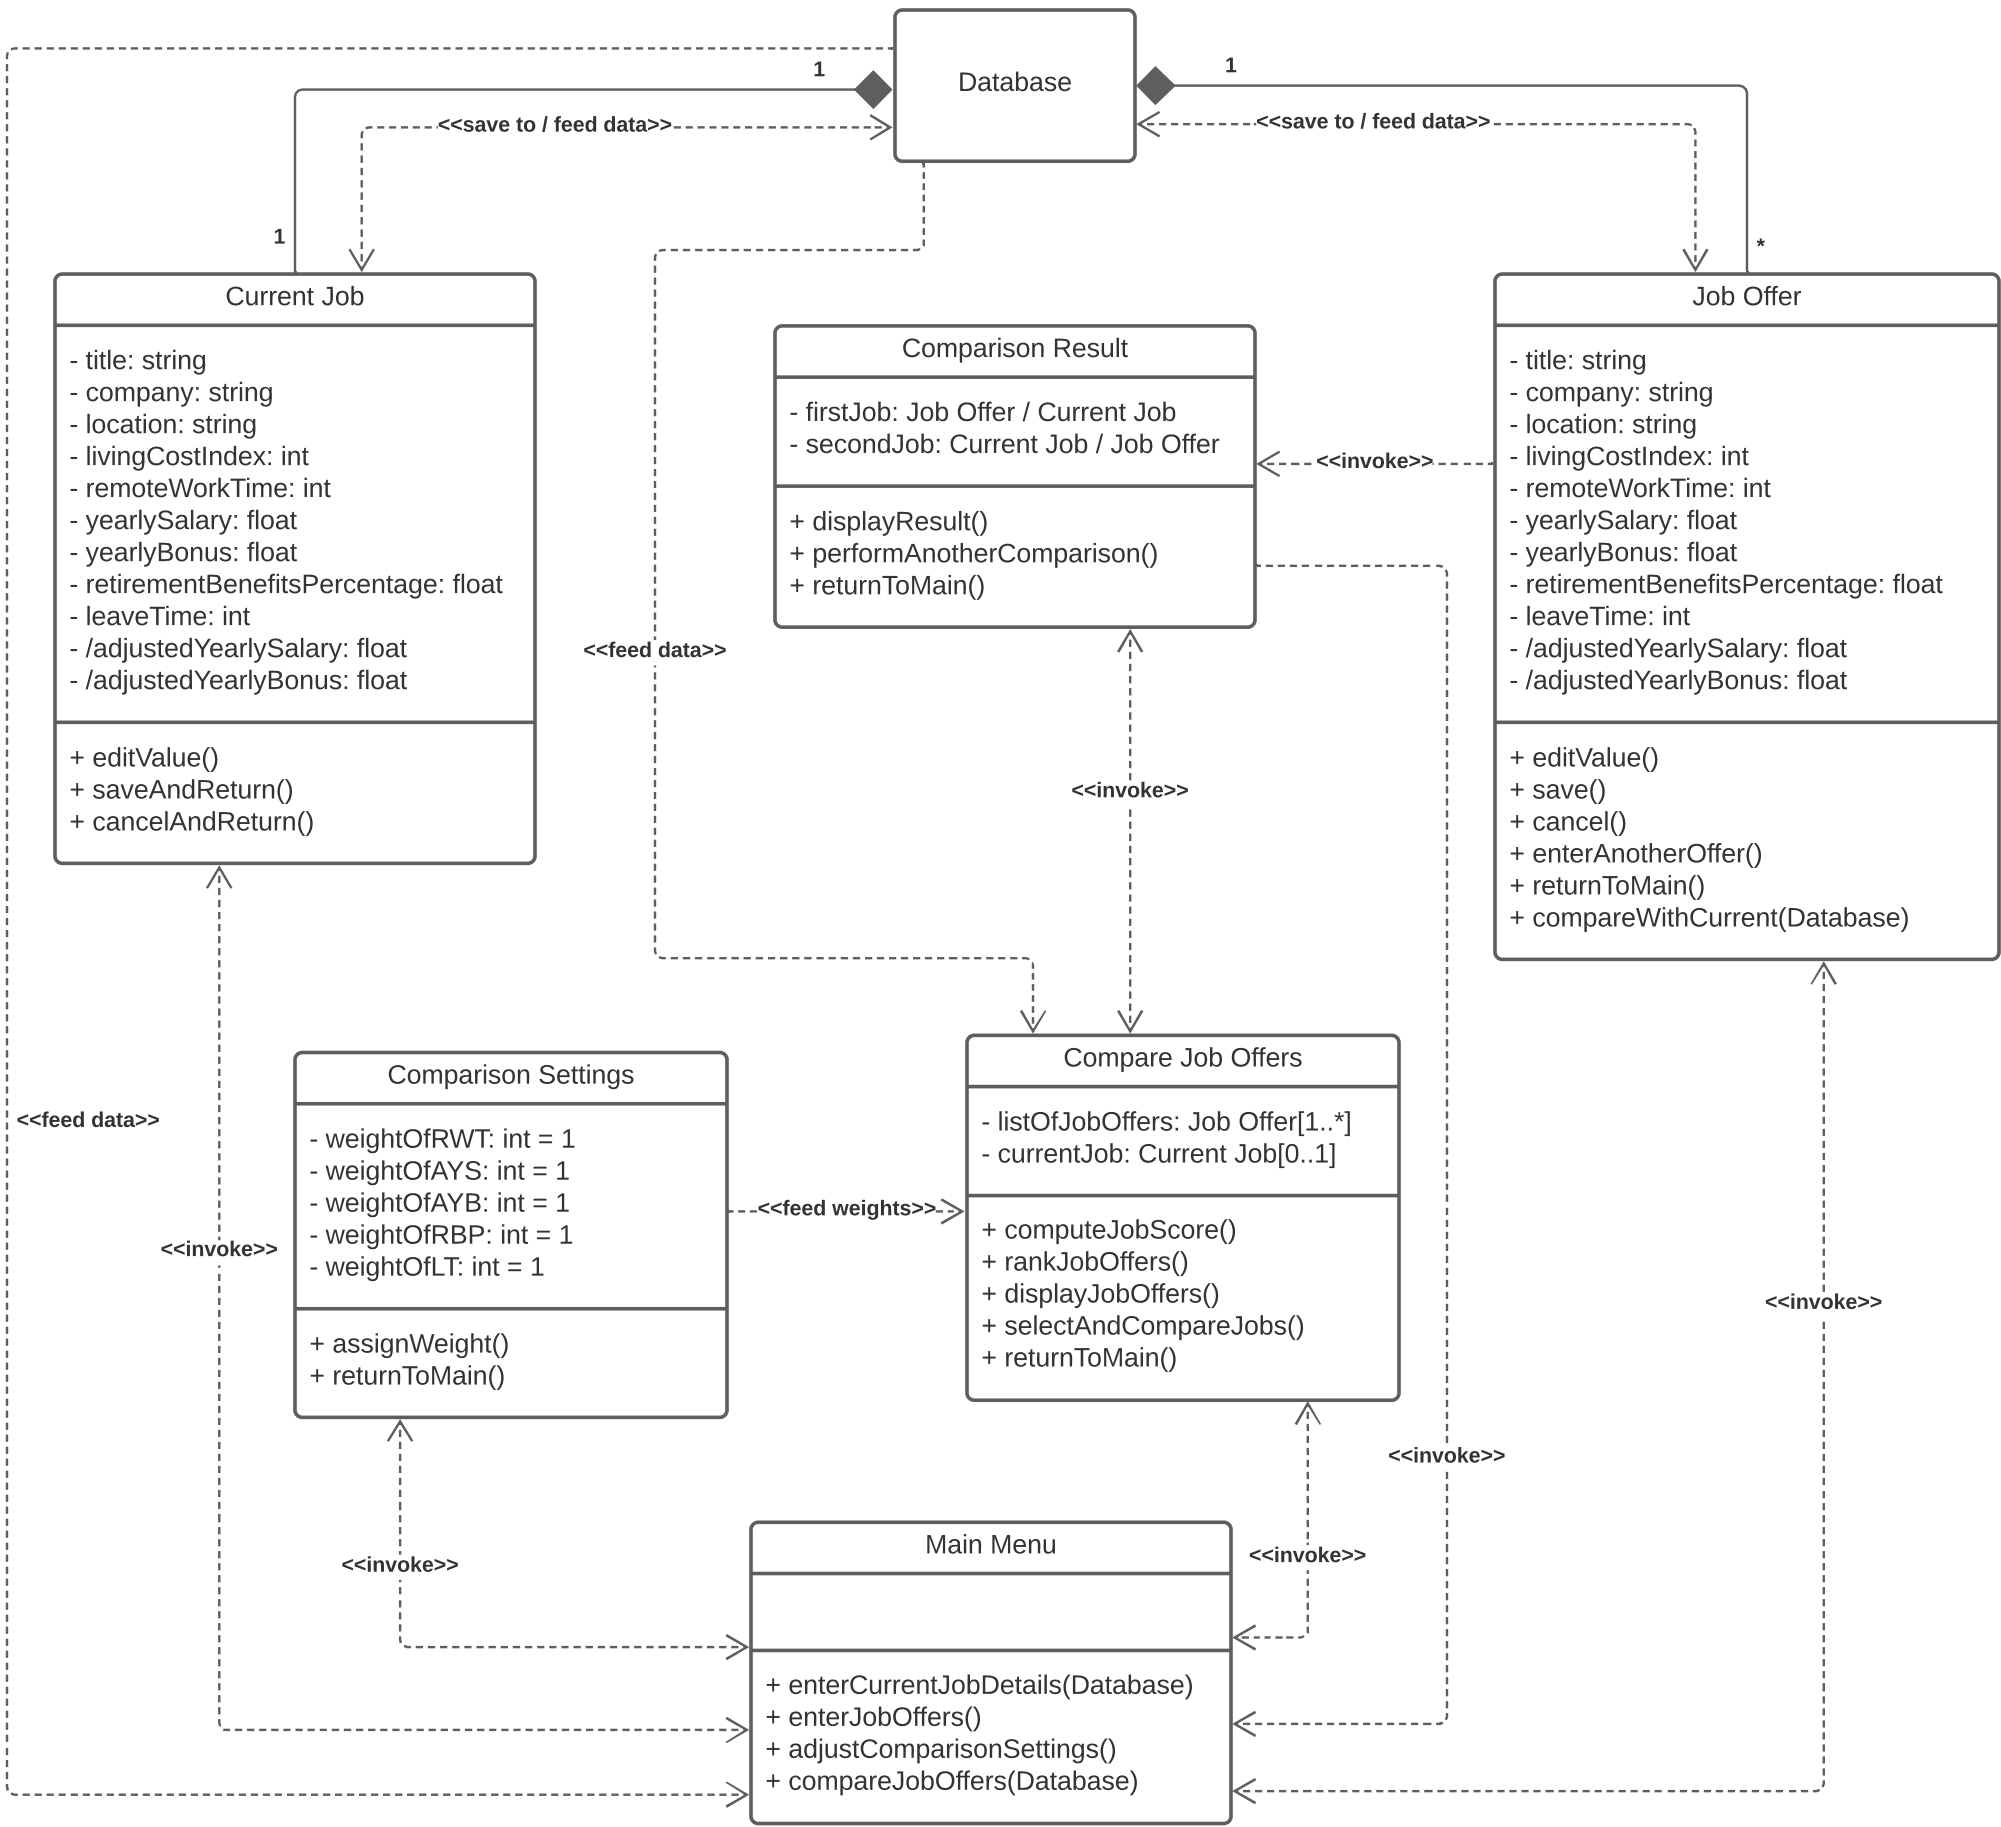 Database
1
1
<<save to / feed data>>
<<save to / feed data>>
1
*
Current Job
- title: string
- company: string
- location: string
- livingCostIndex: int
- remoteWorkTime: int
- yearlySalary: float
- yearlyBonus: float
- retirementBenefitsPercentage: float
- leaveTime: int
- /adjustedYearlySalary: float
- /adjustedYearlyBonus: float
+ editValue()
+ saveAndReturn()
+ cancelAndReturn()
Comparison Result
- firstJob: Job Offer / Current Job
- secondJob: Current Job / Job Offer
+ displayResult()
+ performAnotherComparison()
+ returnToMain()
<<invoke>>
Job Offer
- title: string
- company: string
- location: string
- livingCostIndex: int
- remoteWorkTime: int
- yearlySalary: float
- yearlyBonus: float
- retirementBenefitsPercentage: float
- leaveTime: int
- /adjustedYearlySalary: float
- /adjustedYearlyBonus: float
+ editValue()
+ save()
+ cancel()
+ enterAnotherOffer()
+ returnToMain()
+ compareWithCurrent(Database)
<<feed data>>
<<invoke>>
<<feed data>>
<<invoke>>
Comparison Settings
- weightOfRWT: int = 1
- weightOfAYS: int = 1
- weightOfAYB: int = 1
- weightOfRBP: int = 1
- weightOfLT: int = 1
+ assignWeight()
+ returnToMain()
<<feed weights>>
Compare Job Offers
- listOfJobOffers: Job Offer[1..*]
- currentJob: Current Job[0..1]
+ computeJobScore()
+ rankJobOffers()
+ displayJobOffers()
+ selectAndCompareJobs()
+ returnToMain()
<<invoke>>
<<invoke>>
<<invoke>>
<<invoke>>
Main Menu
+ enterCurrentJobDetails(Database)
+ enterJobOffers()
+ adjustComparisonSettings()
+ compareJobOffers(Database)